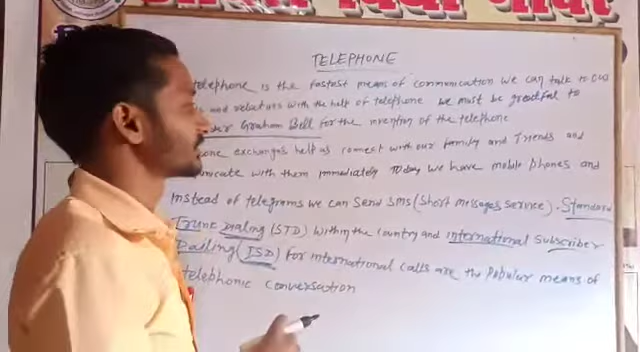 TELEPHONE
telephone is the fastest means of communication we can talk to our
and relatives with the help of telephone we must be greatful to
Graham Bell for the inventing of the telephone
exchanges help us connect with our family and friends and
with them immediately Today we have mobile phones and
instead of telegrams we can send SMS (short messages service). Standard
Trunk Dialing (STD) within the country and international Subscriber
Dailing (ISD) for international calls are the popular means of
telephonic conversation